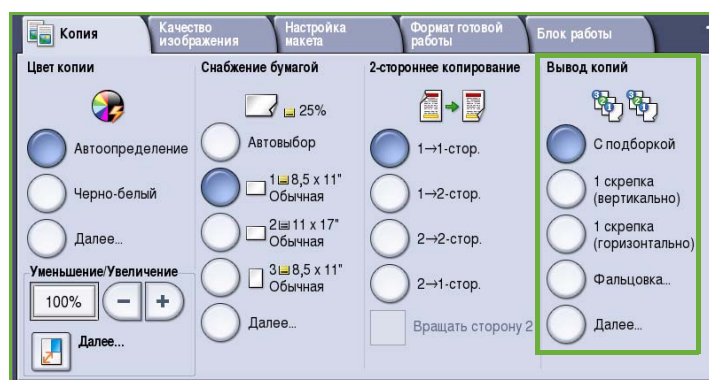 Копия
Качество
изображения
Настройка
макета
Формат готовой
работы
Блок работы
Цвет копии
Автоопределение
Черно-белый
Далее...
Уменьшение/Увеличение
100%
Далее...
Снабжение бумагой
25%
Автовыбор
1 8,5 x 11"
Обычная
2 11 x 17"
Обычная
3 8,5 x 11"
Обычная
Далее...
2-стороннее копирование
1→1-стор.
1→2-стор.
2→2-стор.
2→1-стор.
Вращать сторону 2
Вывод копий
С подборкой
1 скрепка
(вертикально)
1 скрепка
(горизонтально)
Фальцовка...
Далее...